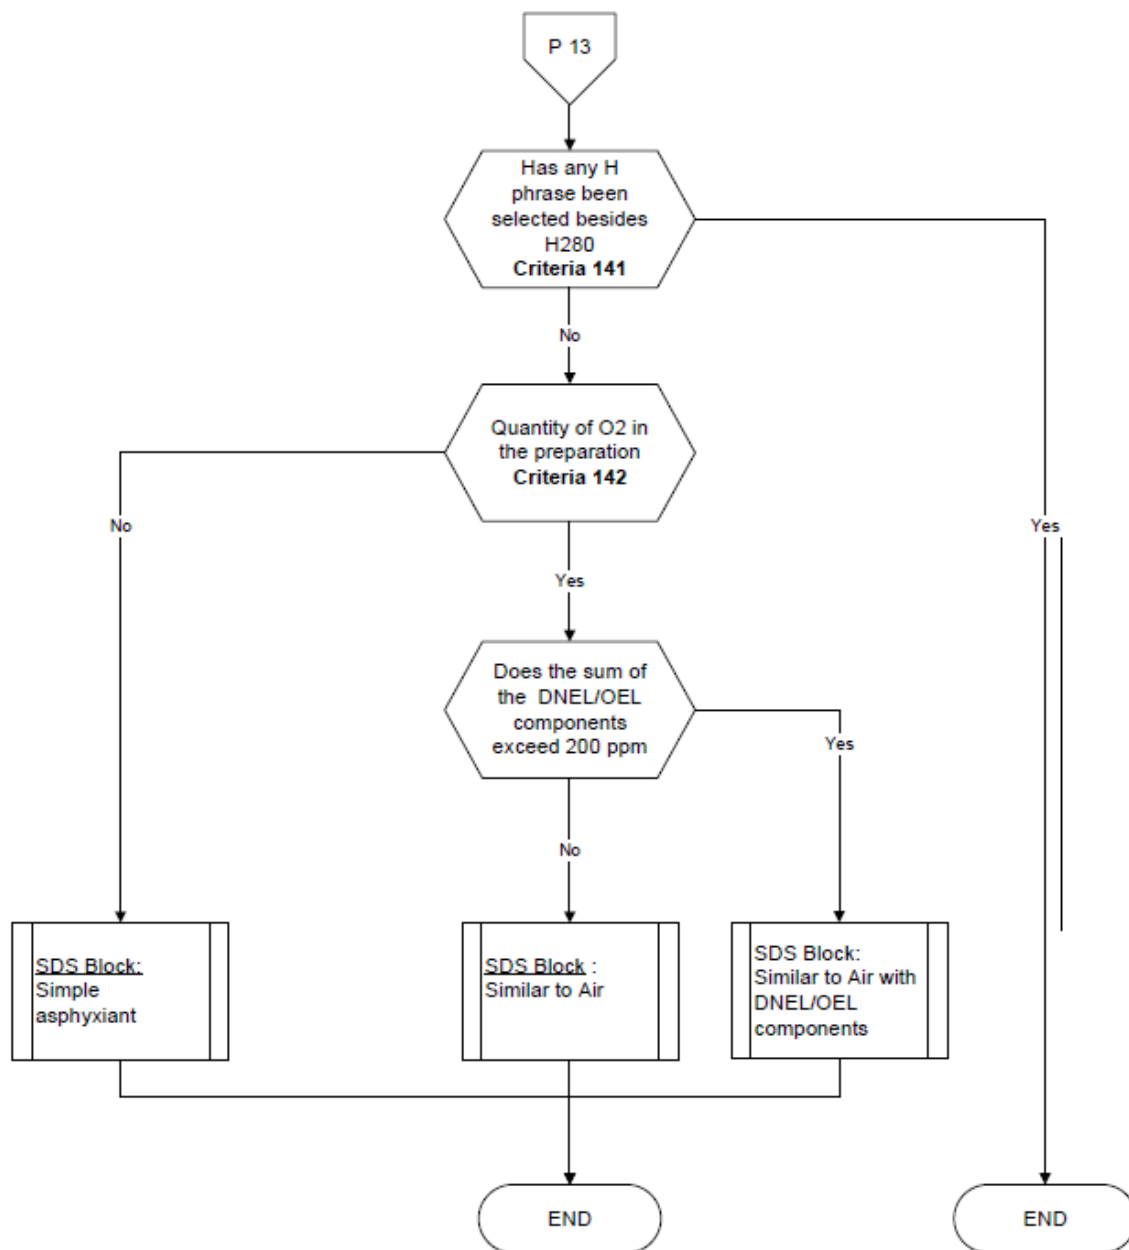 P 13
Has any H
phrase been
selected besides
H280
Criteria 141
No
Quantity of O2 in
the preparation
Criteria 142
No
Yes
Yes
Does the sum of
the DNEL/OEL
components
exceed 200 ppm
Yes
No
SDS Block:
Simple
asphyxiant
SDS Block :
Similar to Air
SDS Block:
Similar to Air with
DNEL/OEL
components
END
END